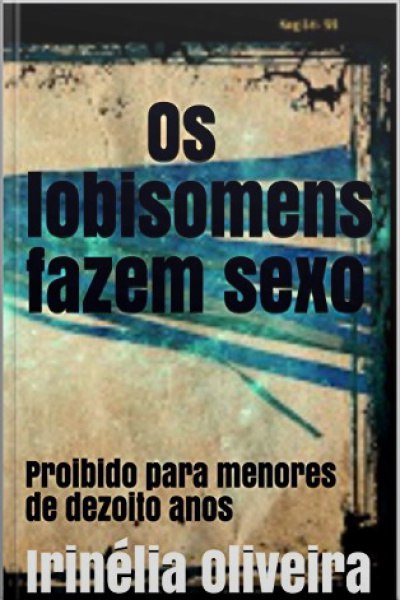 Os
lobisomens
fazem sexo
Proibido para menores
de dezoito anos
Irinélia Oliveira